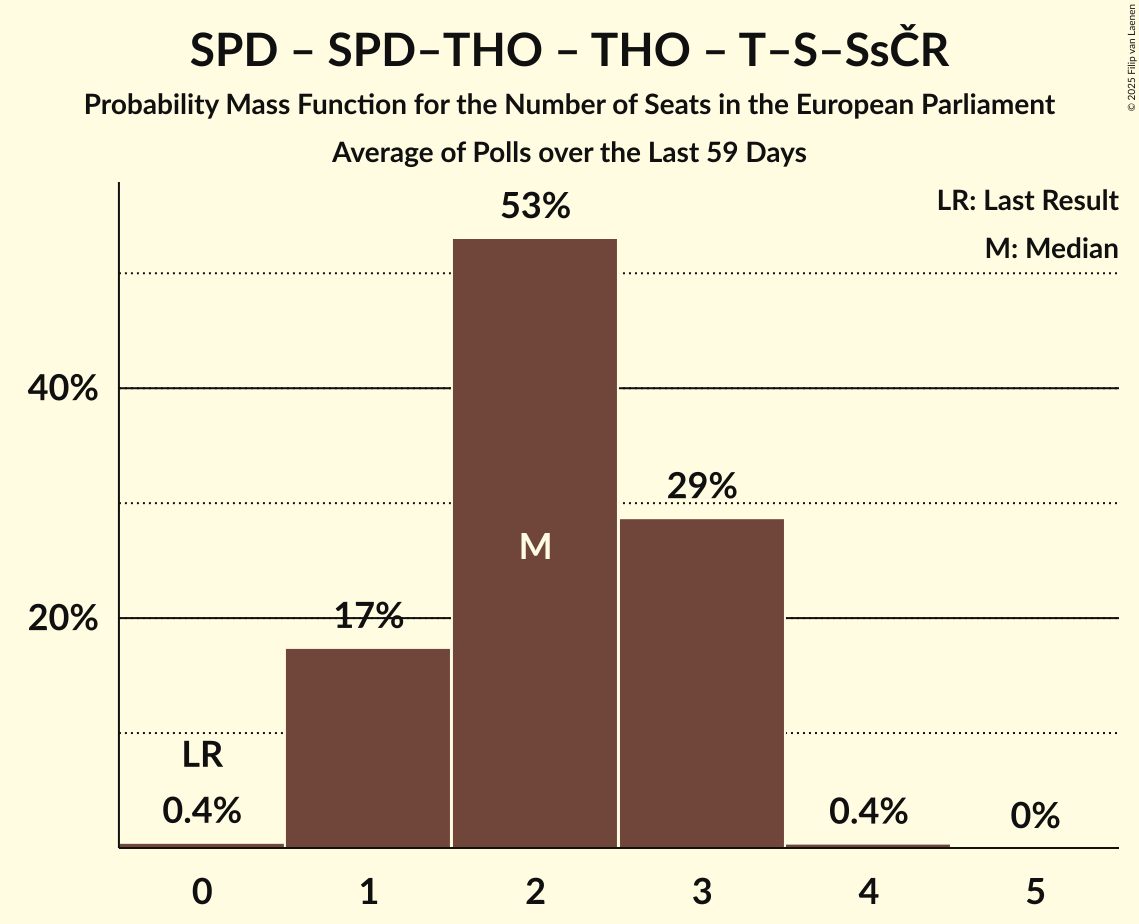 SPD – SPD–THO – THO – T–S–SsČR
Probability Mass Function for the Number of Seats in the European Parliament
Average of Polls over the Last 59 Days
© 2025 Filip van Laenen
LR: Last Result
M: Median
53%
40%
29%
M
20%
17%
LR
0.4%
0.4%
0%
0 1 2 3 4 5